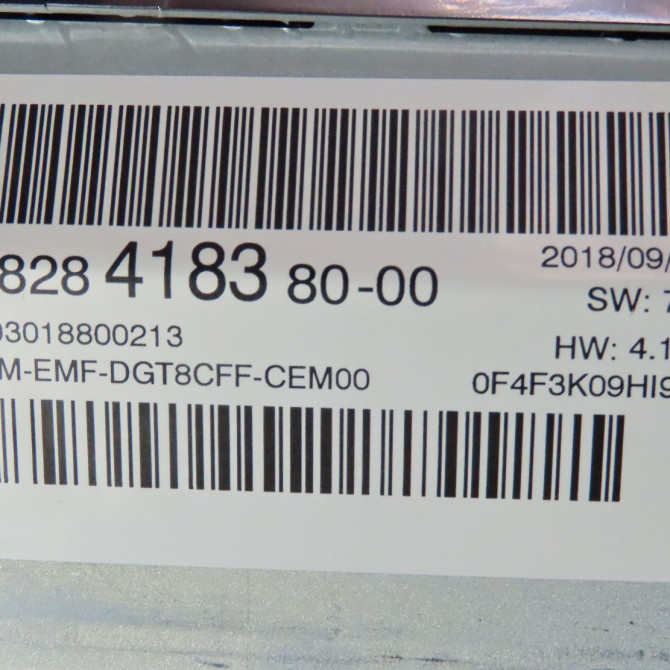 828 4183 80-00
2018/09/
SW: 7
03018800213
HW: 4.1
M-EMF-DGT8CFF-CEM00
0F4F3K09HI9